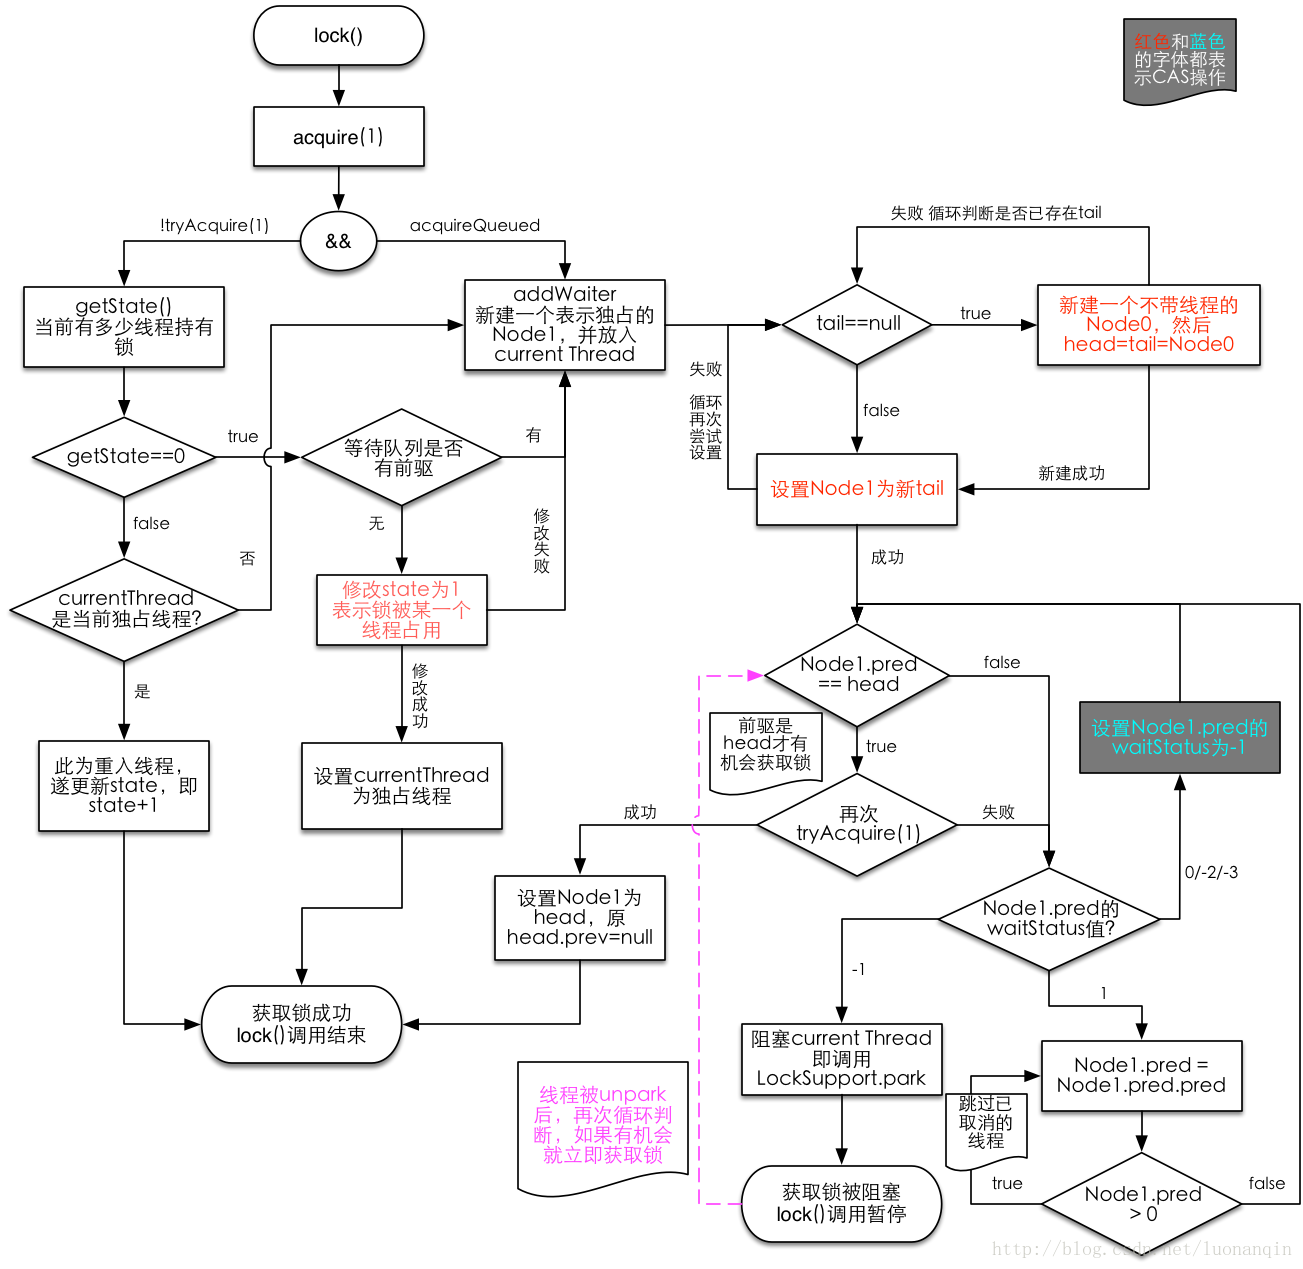 lock()
红色和蓝色
的字体都表
示CAS操作
acquire(1)
失败 循环判断是否已存在tail
!tryAcquire(1)
&&
acquireQueued
getState()
当前有多少线程持有
锁
addWaiter
新建一个表示独占的
Node1，并放入
current Thread
tail==null
true
新建一个不带线程的
Node0，然后
head=tail=Node0
失败
循环
再次
尝试
设置
false
getState==0
true
等待队列是否
有前驱
有
新建成功
设置Node1为新tail
false
无
修
改
失
败
否
成功
currentThread
是当前独占线程?
修改state为1
表示锁被某一个
线程占用
是
修
改
成
功
Node1.pred
== head
false
设置Node1.pred的
waitStatus为-1
前驱是
head才有
机会获取锁
true
此为重入线程，
遂更新state，即
state+1
设置currentThread
为独占线程
成功
再次
tryAcquire(1)
失败
0/-2/-3
设置Node1为
head，原
head.prev=null
Node1.pred的
waitStatus值?
-1
1
获取锁成功
lock()调用结束
阻塞current Thread
即调用
LockSupport.park
Node1.pred =
Node1.pred.pred
线程被unpark
后，再次循环判
断，如果有机会
就立即获取锁
跳过已
取消的
线程
true
Node1.pred
> 0
false
获取锁被阻塞
lock()调用暂停
http://blog.csdn.net/luonanqin